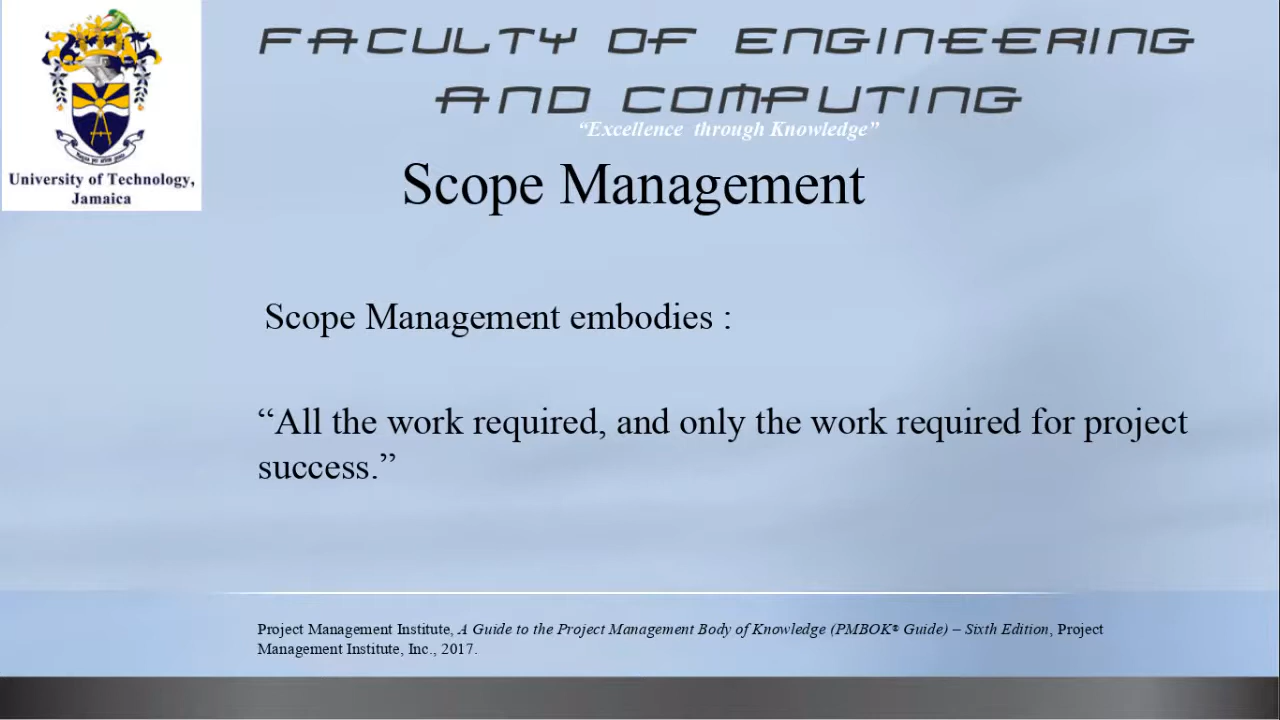 FACULTY OF ENGINEERING
AND COMPUTING
“Excellence through Knowledge”
University of Technology,
Jamaica
Scope Management
Scope Management embodies :
“All the work required, and only the work required for project
success.”
Project Management Institute, A Guide to the Project Management Body of Knowledge (PMBOK® Guide) – Sixth Edition, Project
Management Institute, Inc., 2017.